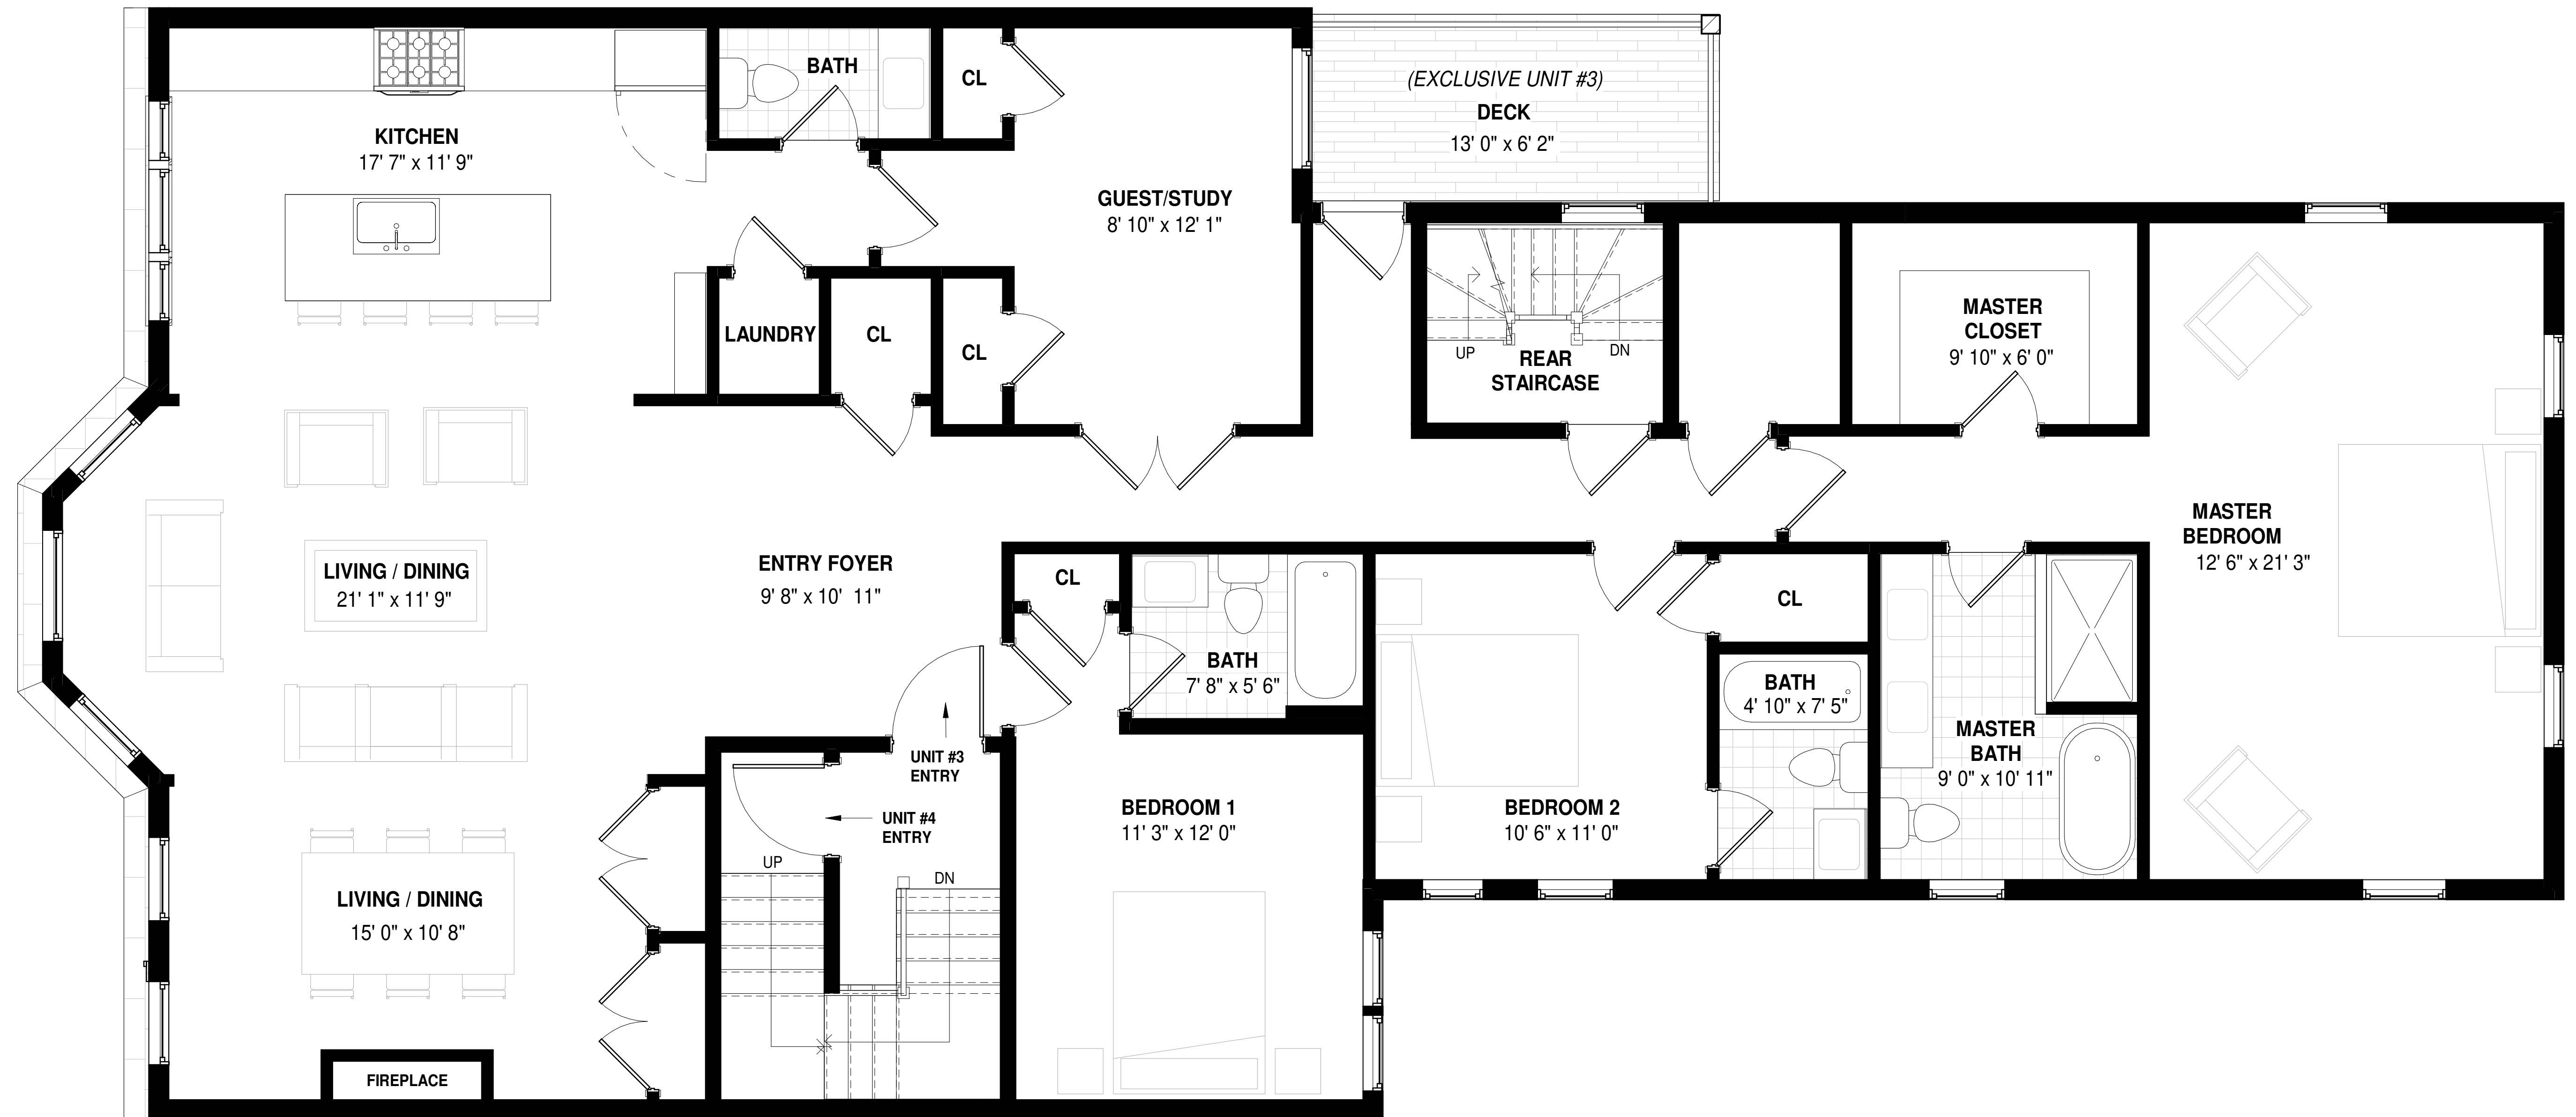 KITCHEN
17' 7" x 11' 9"
BATH
CL
(EXCLUSIVE UNIT #3)
DECK
13' 0" x 6' 2"
GUEST/STUDY
8' 10" x 12' 1"
LAUNDRY
CL
CL
UP
DN
REAR
STAIRCASE
MASTER
CLOSET
9' 10" x 6' 0"
MASTER
BEDROOM
12' 6" x 21' 3"
LIVING / DINING
21' 1" x 11' 9"
ENTRY FOYER
9' 8" x 10' 11"
CL
BATH
7' 8" x 5' 6"
CL
BATH
4' 10" x 7' 5"
MASTER
BATH
9' 0" x 10' 11"
UNIT #3
ENTRY
UNIT #4
ENTRY
UP
DN
BEDROOM 1
11' 3" x 12' 0"
BEDROOM 2
10' 6" x 11' 0"
LIVING / DINING
15' 0" x 10' 8"
FIREPLACE